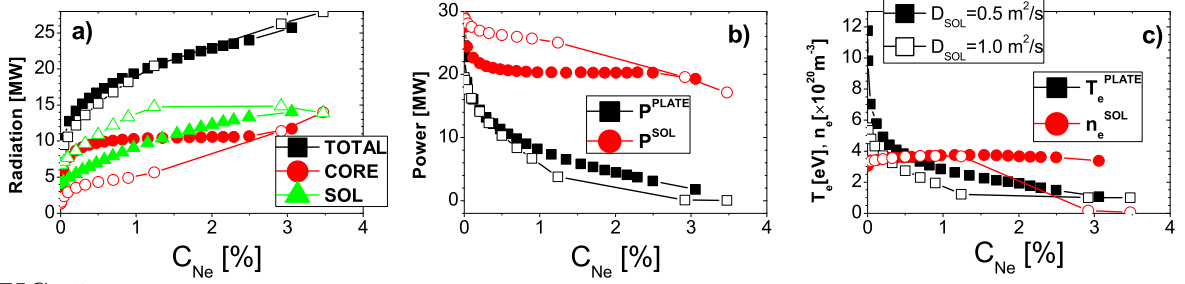 a)
Radiation [MW]
25
20
15
10
5
0
0 1 2 3 4
C_Ne [%]
TOTAL
CORE
SOL
b)
Power [MW]
30
20
10
0
0 1 2 3 4
C_Ne [%]
P^PLATE
P^SOL
D_SOL=0.5 m²/s
D_SOL=1.0 m²/s
c)
T_e[eV], n_e[×10²⁰m⁻³]
12
10
8
6
4
2
0
0 1 2 3 4
C_Ne [%]
T_e^PLATE
n_e^SOL